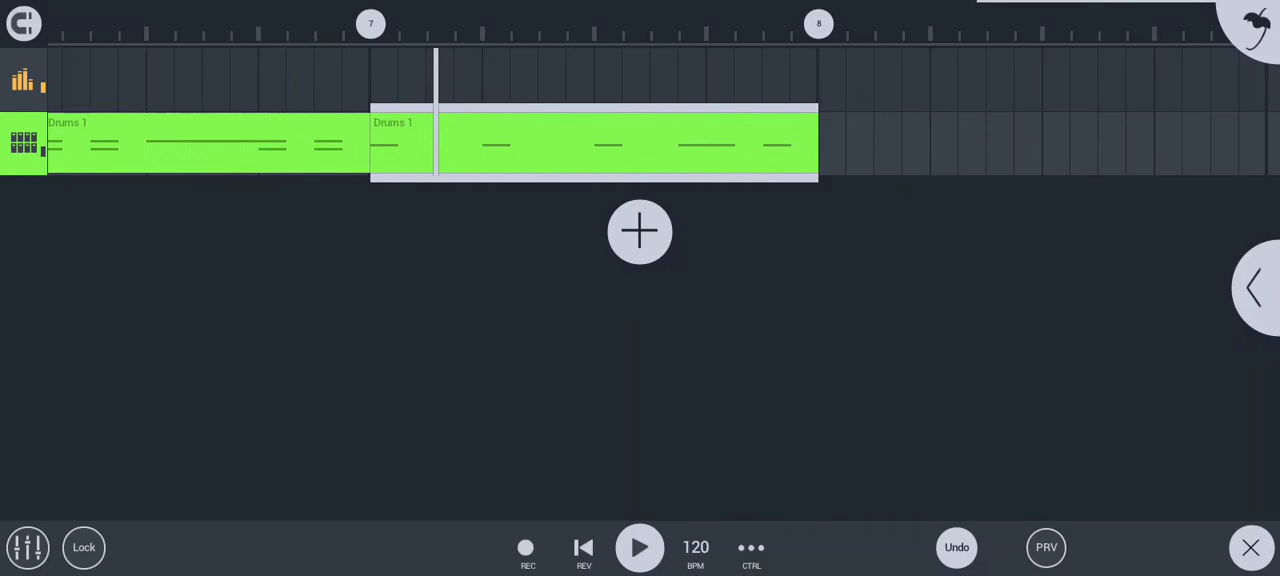 7
8
Drums 1
Drums 1
Lock
REC
REV
120
BPM
CTRL
Undo
PRV